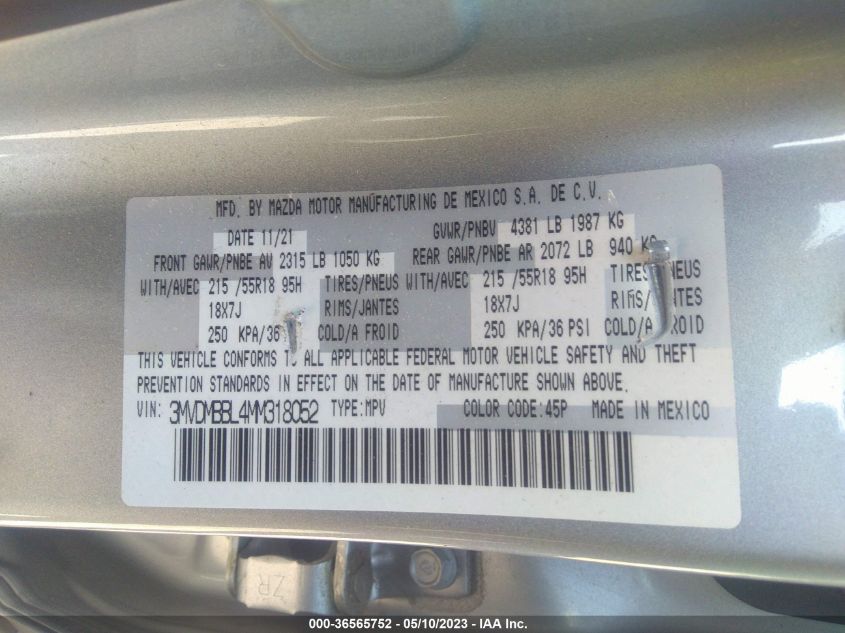 MFD. BY MAZDA MOTOR MANUFACTURING DE MEXICO S.A. DE C.V.
DATE 11/21 GVWR/PNBV 4381 LB 1987 KG
FRONT GAWR/PNBE AV 2315 LB 1050 KG REAR GAWR/PNBE AR 2072 LB 940 KG
WITH/AVEC 215 /55R18 95H TIRES/PNEUS WITH/AVEC 215 /55R18 95H TIRES/PNEUS
18X7J RIMS/JANTES 18X7J RIMS/JANTES
250 KPA/36 COLD/A FROID 250 KPA/36 PSI COLD/A FROID
THIS VEHICLE CONFORMS TO ALL APPLICABLE FEDERAL MOTOR VEHICLE SAFETY AND THEFT
PREVENTION STANDARDS IN EFFECT ON THE DATE OF MANUFACTURE SHOWN ABOVE.
VIN: 3MVDMBBL4MM318052 TYPE:MPV COLOR CODE:45P MADE IN MEXICO
ZR
000-36565752 / 05/10/2023 - IAA Inc.